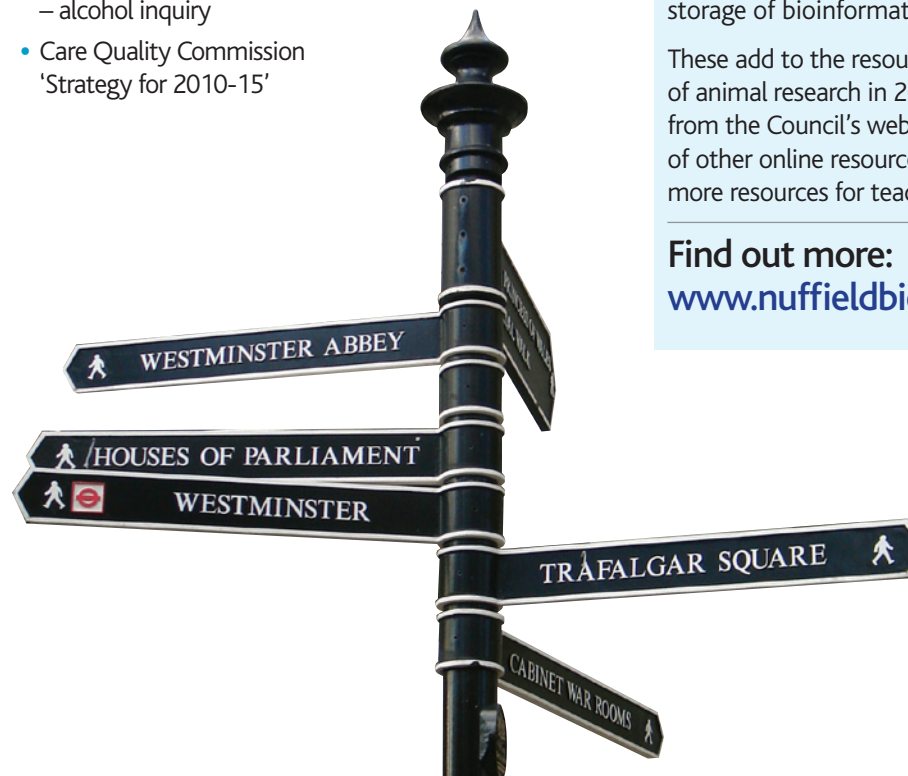 – alcohol inquiry
• Care Quality Commission
'Strategy for 2010-15'
storage of bioinformat
These add to the resou
of animal research in 2
from the Council's web
of other online resource
more resources for teac
Find out more:
www.nuffieldbi
WESTMINSTER ABBEY
HOUSES OF PARLIAMENT
WESTMINSTER
TRAFALGAR SQUARE
CABINET WAR ROOMS